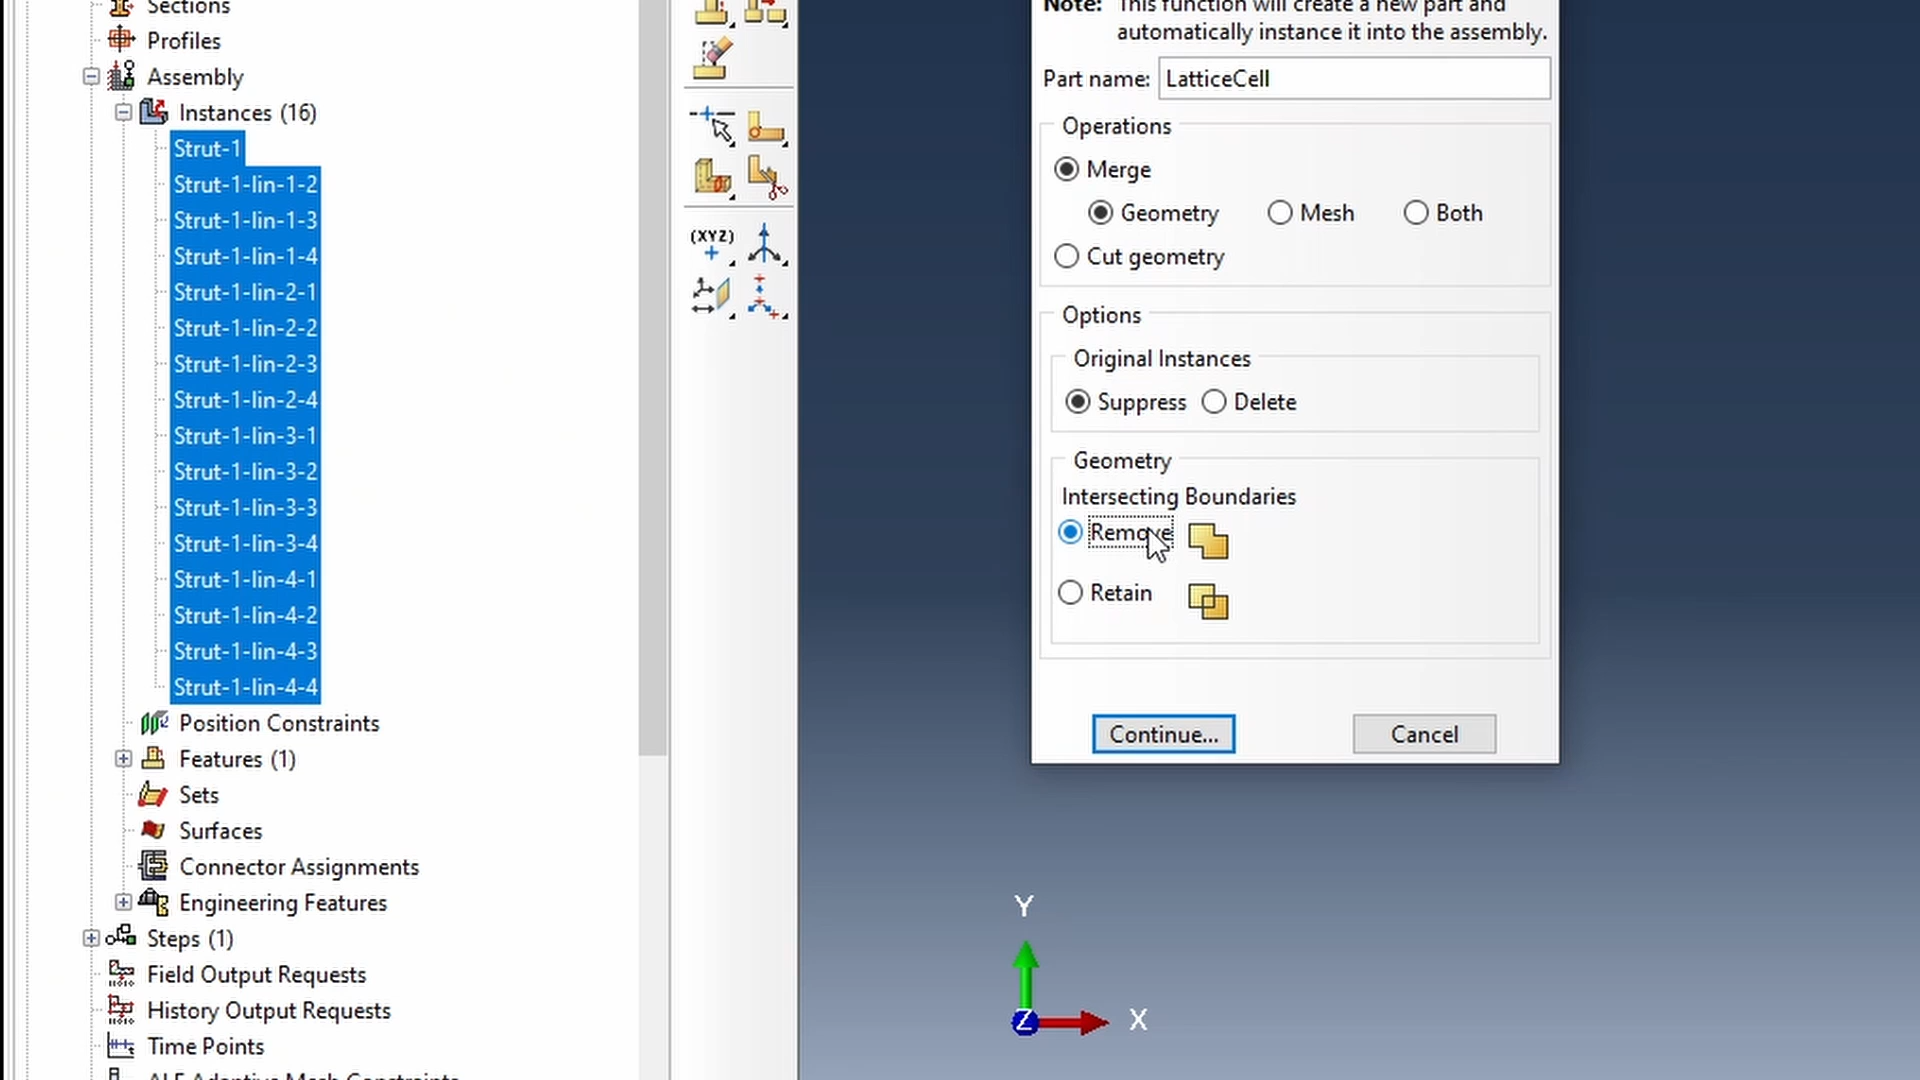 Sections
Profiles
Assembly
Instances (16)
Strut-1
Strut-1-lin-1-2
Strut-1-lin-1-3
Strut-1-lin-1-4
Strut-1-lin-2-1
Strut-1-lin-2-2
Strut-1-lin-2-3
Strut-1-lin-2-4
Strut-1-lin-3-1
Strut-1-lin-3-2
Strut-1-lin-3-3
Strut-1-lin-3-4
Strut-1-lin-4-1
Strut-1-lin-4-2
Strut-1-lin-4-3
Strut-1-lin-4-4
Position Constraints
Features (1)
Sets
Surfaces
Connector Assignments
Engineering Features
Steps (1)
Field Output Requests
History Output Requests
Time Points
ALE Adaptive Mesh Constraints
(XYZ)
Note: This function will create a new part and
automatically instance it into the assembly.
Part name: LatticeCell
Operations
Merge
Geometry Mesh Both
Cut geometry
Options
Original Instances
Suppress Delete
Geometry
Intersecting Boundaries
Remove
Retain
Continue... Cancel
Y
Z X